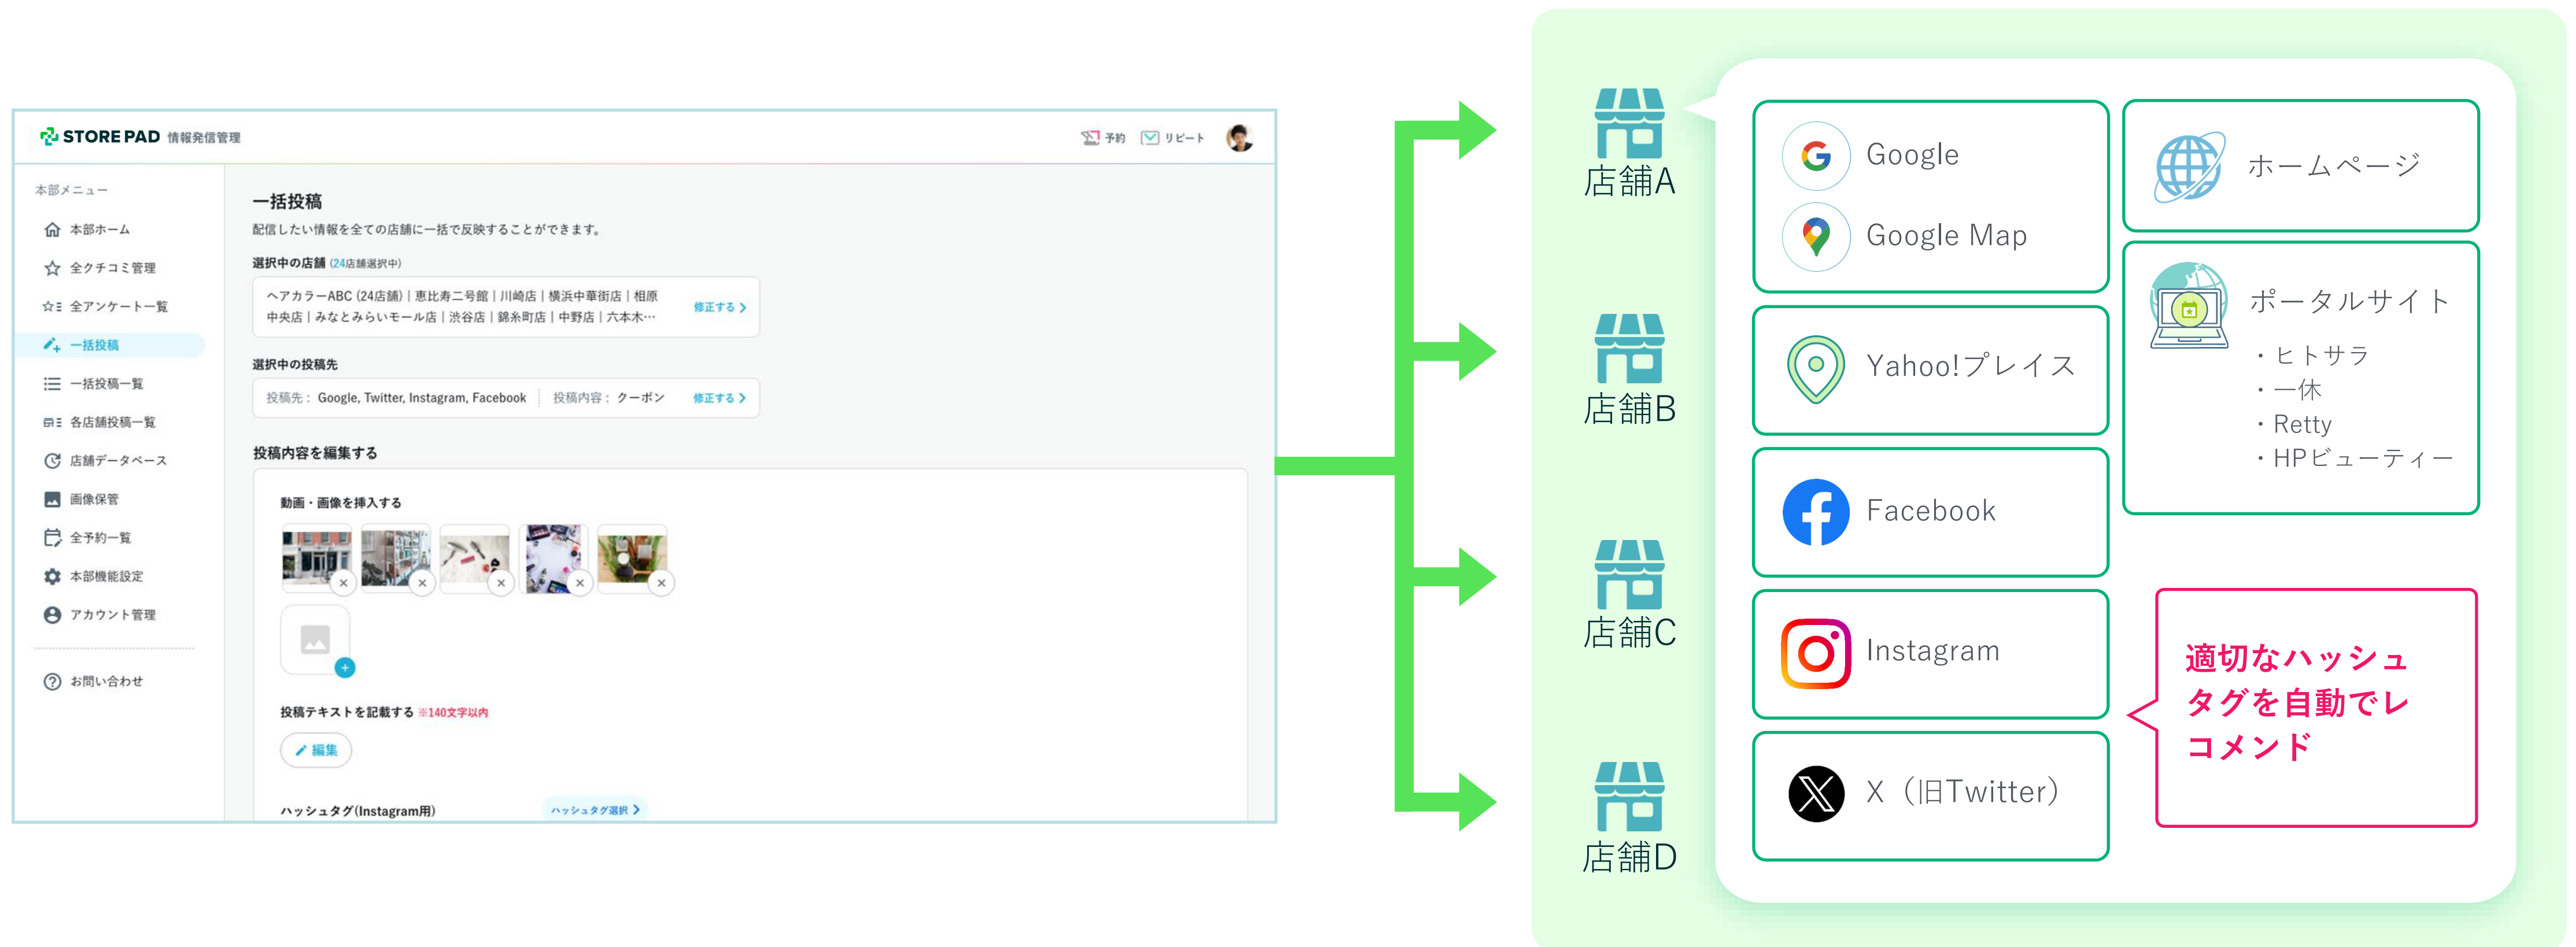 STORE PAD 情報発信管理
予約
リピート
本部メニュー
本部ホーム
全クチコミ管理
全アンケート一覧
一括投稿
一括投稿一覧
各店舗投稿一覧
店舗データベース
画像保管
全予約一覧
本部機能設定
アカウント管理
お問い合わせ
一括投稿
配信したい情報を全ての店舗に一括で反映することができます。
選択中の店舗 (24店舗選択中)
ヘアカラーABC (24店舗) | 恵比寿二号館 | 川崎店 | 横浜中華街店 | 相原
中央店 | みなとみらいモール店 | 渋谷店 | 錦糸町店 | 中野店 | 六本木…
修正する
選択中の投稿先
投稿先： Google, Twitter, Instagram, Facebook 投稿内容： クーポン 修正する
投稿内容を編集する
動画・画像を挿入する
投稿テキストを記載する ※140文字以内
編集
ハッシュタグ(Instagram用)
ハッシュタグ選択
店舗A
店舗B
店舗C
店舗D
Google
Google Map
Yahoo!プレイス
Facebook
Instagram
X（旧Twitter）
ホームページ
ポータルサイト
・ヒトサラ
・一休
・Retty
・HPビューティー
適切なハッシュ
タグを自動でレ
コメンド